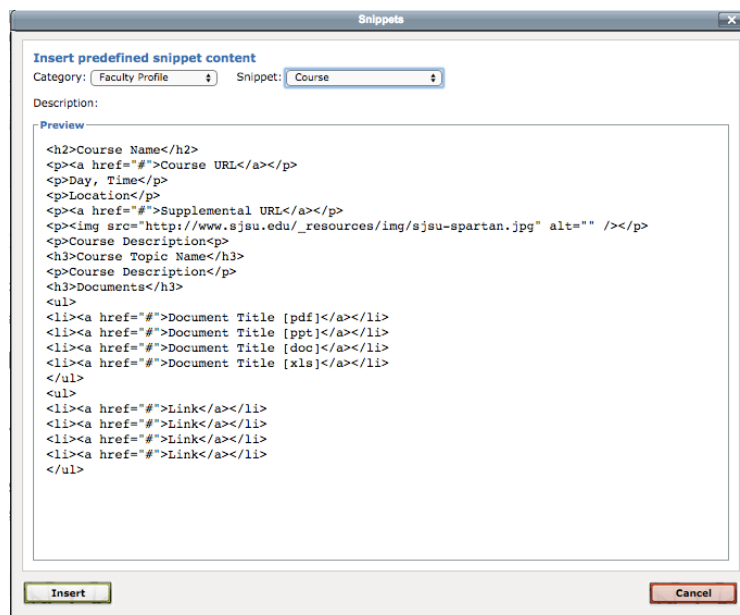 Snippets
Insert predefined snippet content
Category: Faculty Profile Snippet: Course
Description:
Preview
<h2>Course Name</h2>
<p><a href="#">Course URL</a></p>
<p>Day, Time</p>
<p>Location</p>
<p><a href="#">Supplemental URL</a></p>
<p><img src="http://www.sjsu.edu/_resources/img/sjsu-spartan.jpg" alt="" /></p>
<p>Course Description<p>
<h3>Course Topic Name</h3>
<p>Course Description</p>
<h3>Documents</h3>
<ul>
<li><a href="#">Document Title [pdf]</a></li>
<li><a href="#">Document Title [ppt]</a></li>
<li><a href="#">Document Title [doc]</a></li>
<li><a href="#">Document Title [xls]</a></li>
</ul>
<ul>
<li><a href="#">Link</a></li>
<li><a href="#">Link</a></li>
<li><a href="#">Link</a></li>
<li><a href="#">Link</a></li>
</ul>
Insert Cancel